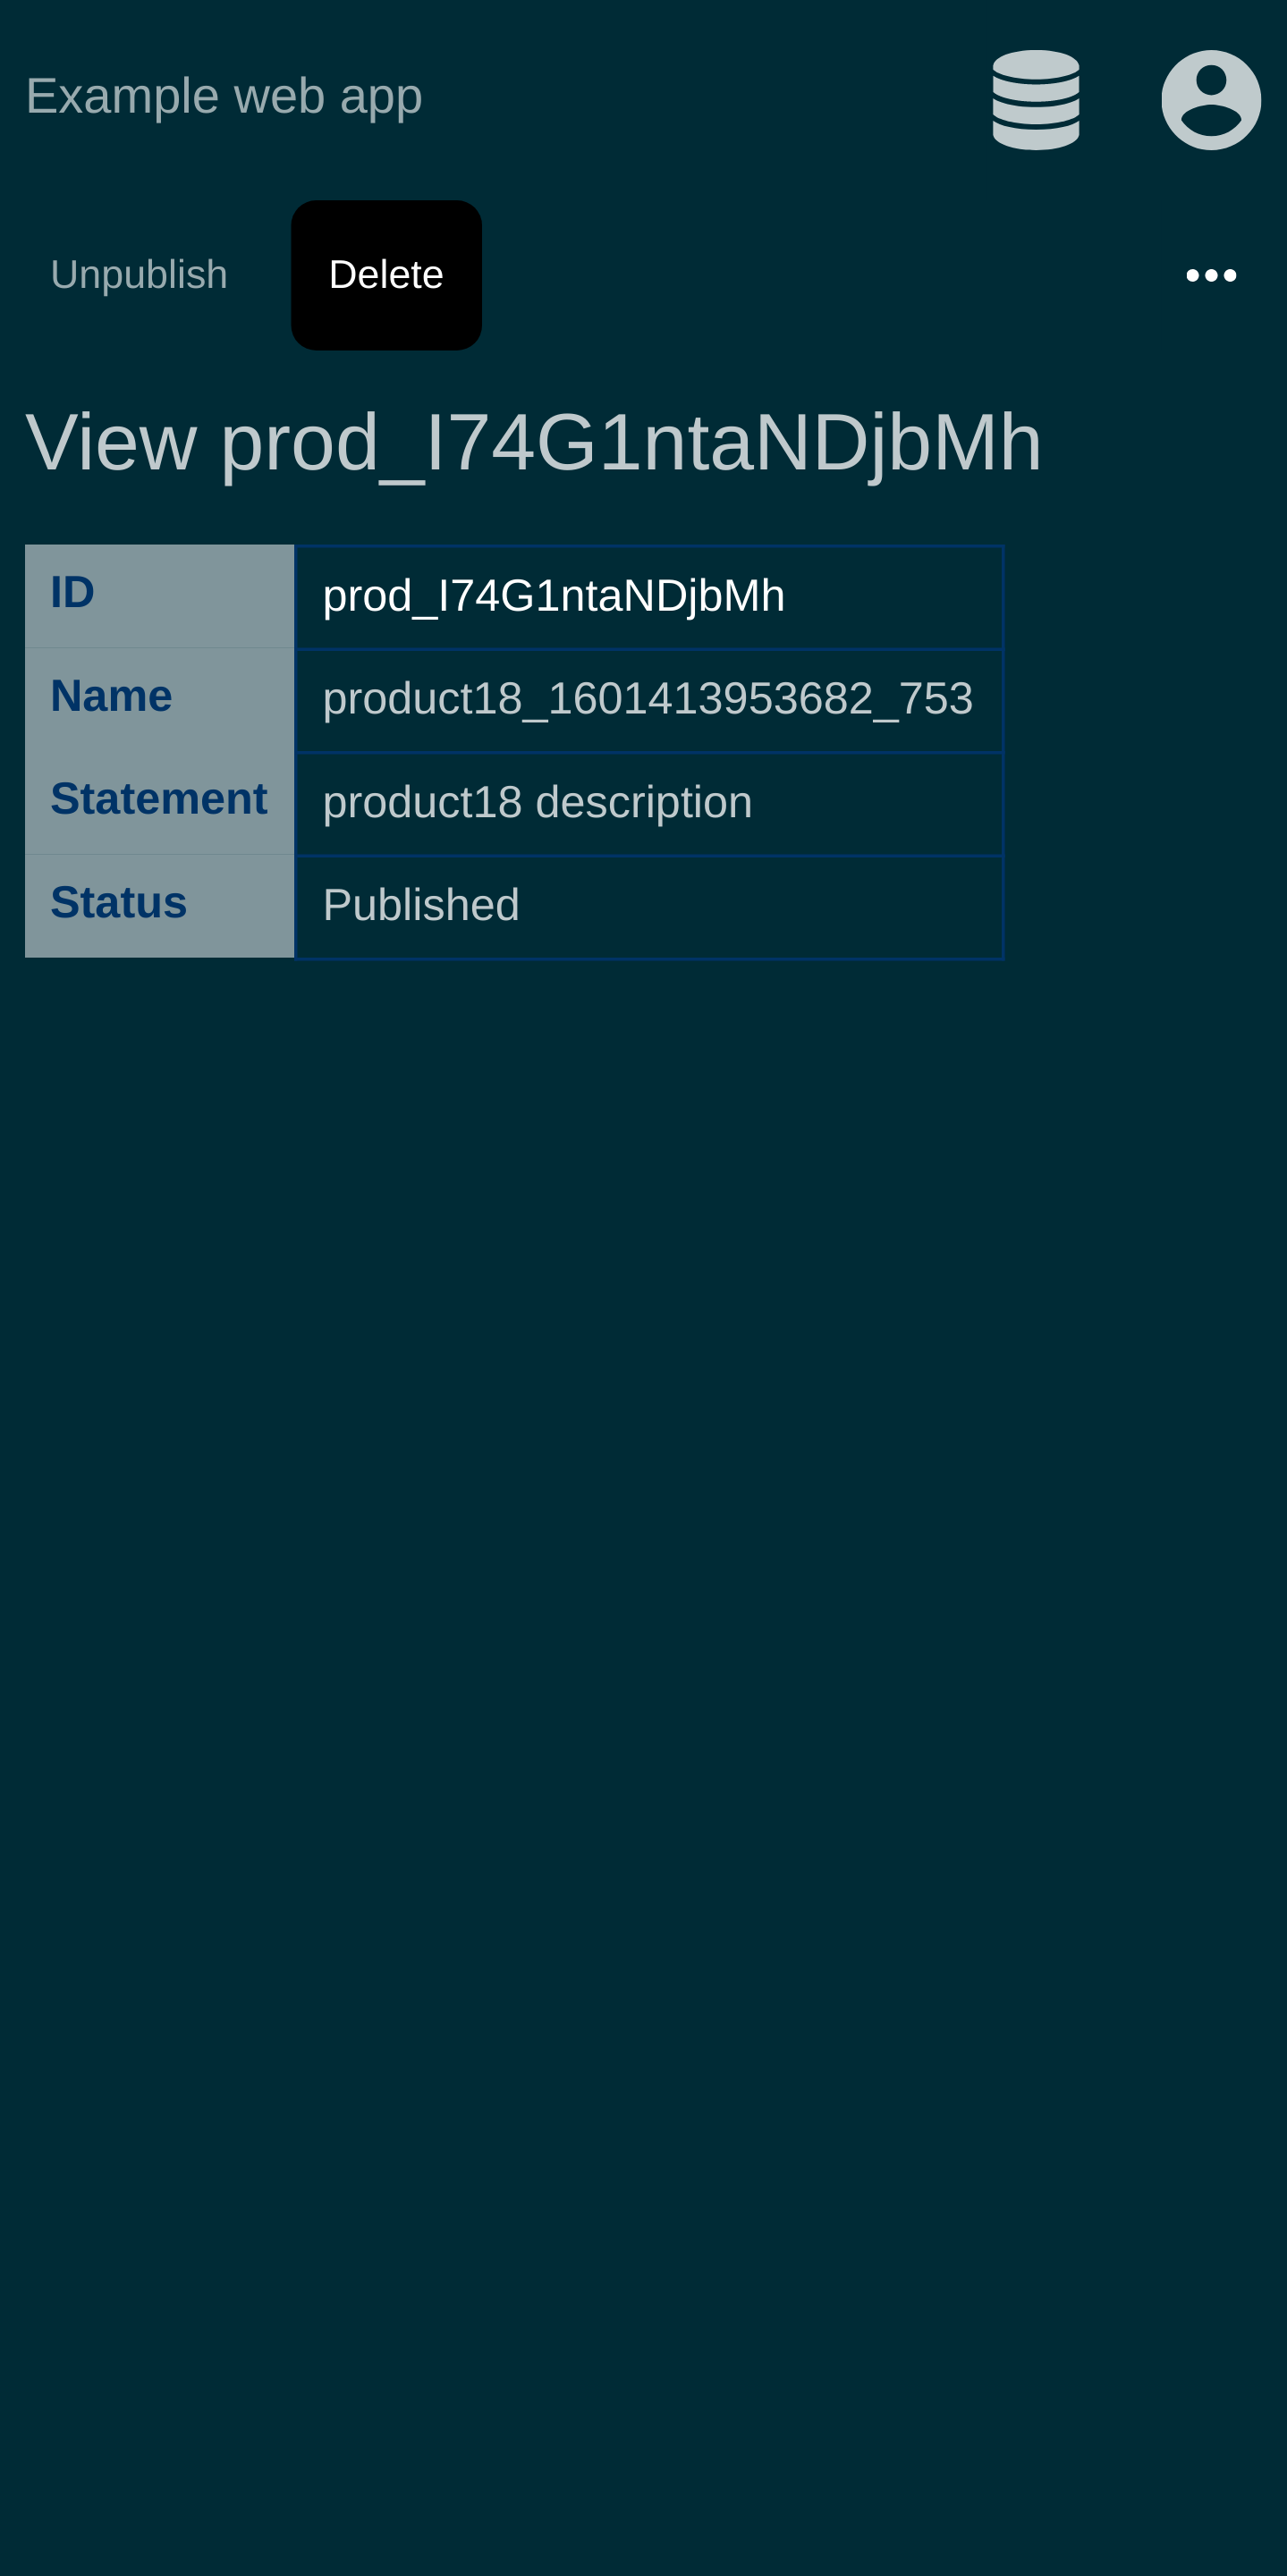 Example web app
Unpublish Delete
View prod_I74G1ntaNDjbMh
ID prod_I74G1ntaNDjbMh
Name product18_1601413953682_753
Statement product18 description
Status Published